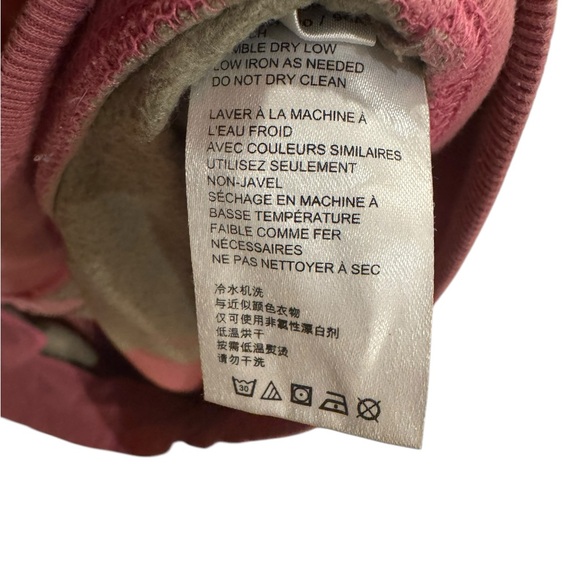 TUMBLE DRY LOW
LOW IRON AS NEEDED
DO NOT DRY CLEAN
LAVER À LA MACHINE À
L'EAU FROID
AVEC COULEURS SIMILAIRES
UTILISEZ SEULEMENT
NON-JAVEL
SÉCHAGE EN MACHINE À
BASSE TEMPÉRATURE
FAIBLE COMME FER
NÉCESSAIRES
NE PAS NETTOYER À SEC
冷水机洗
与近似颜色衣物
仅可使用非氧性漂白剂
低温烘干
按需低温熨烫
请勿干洗
30